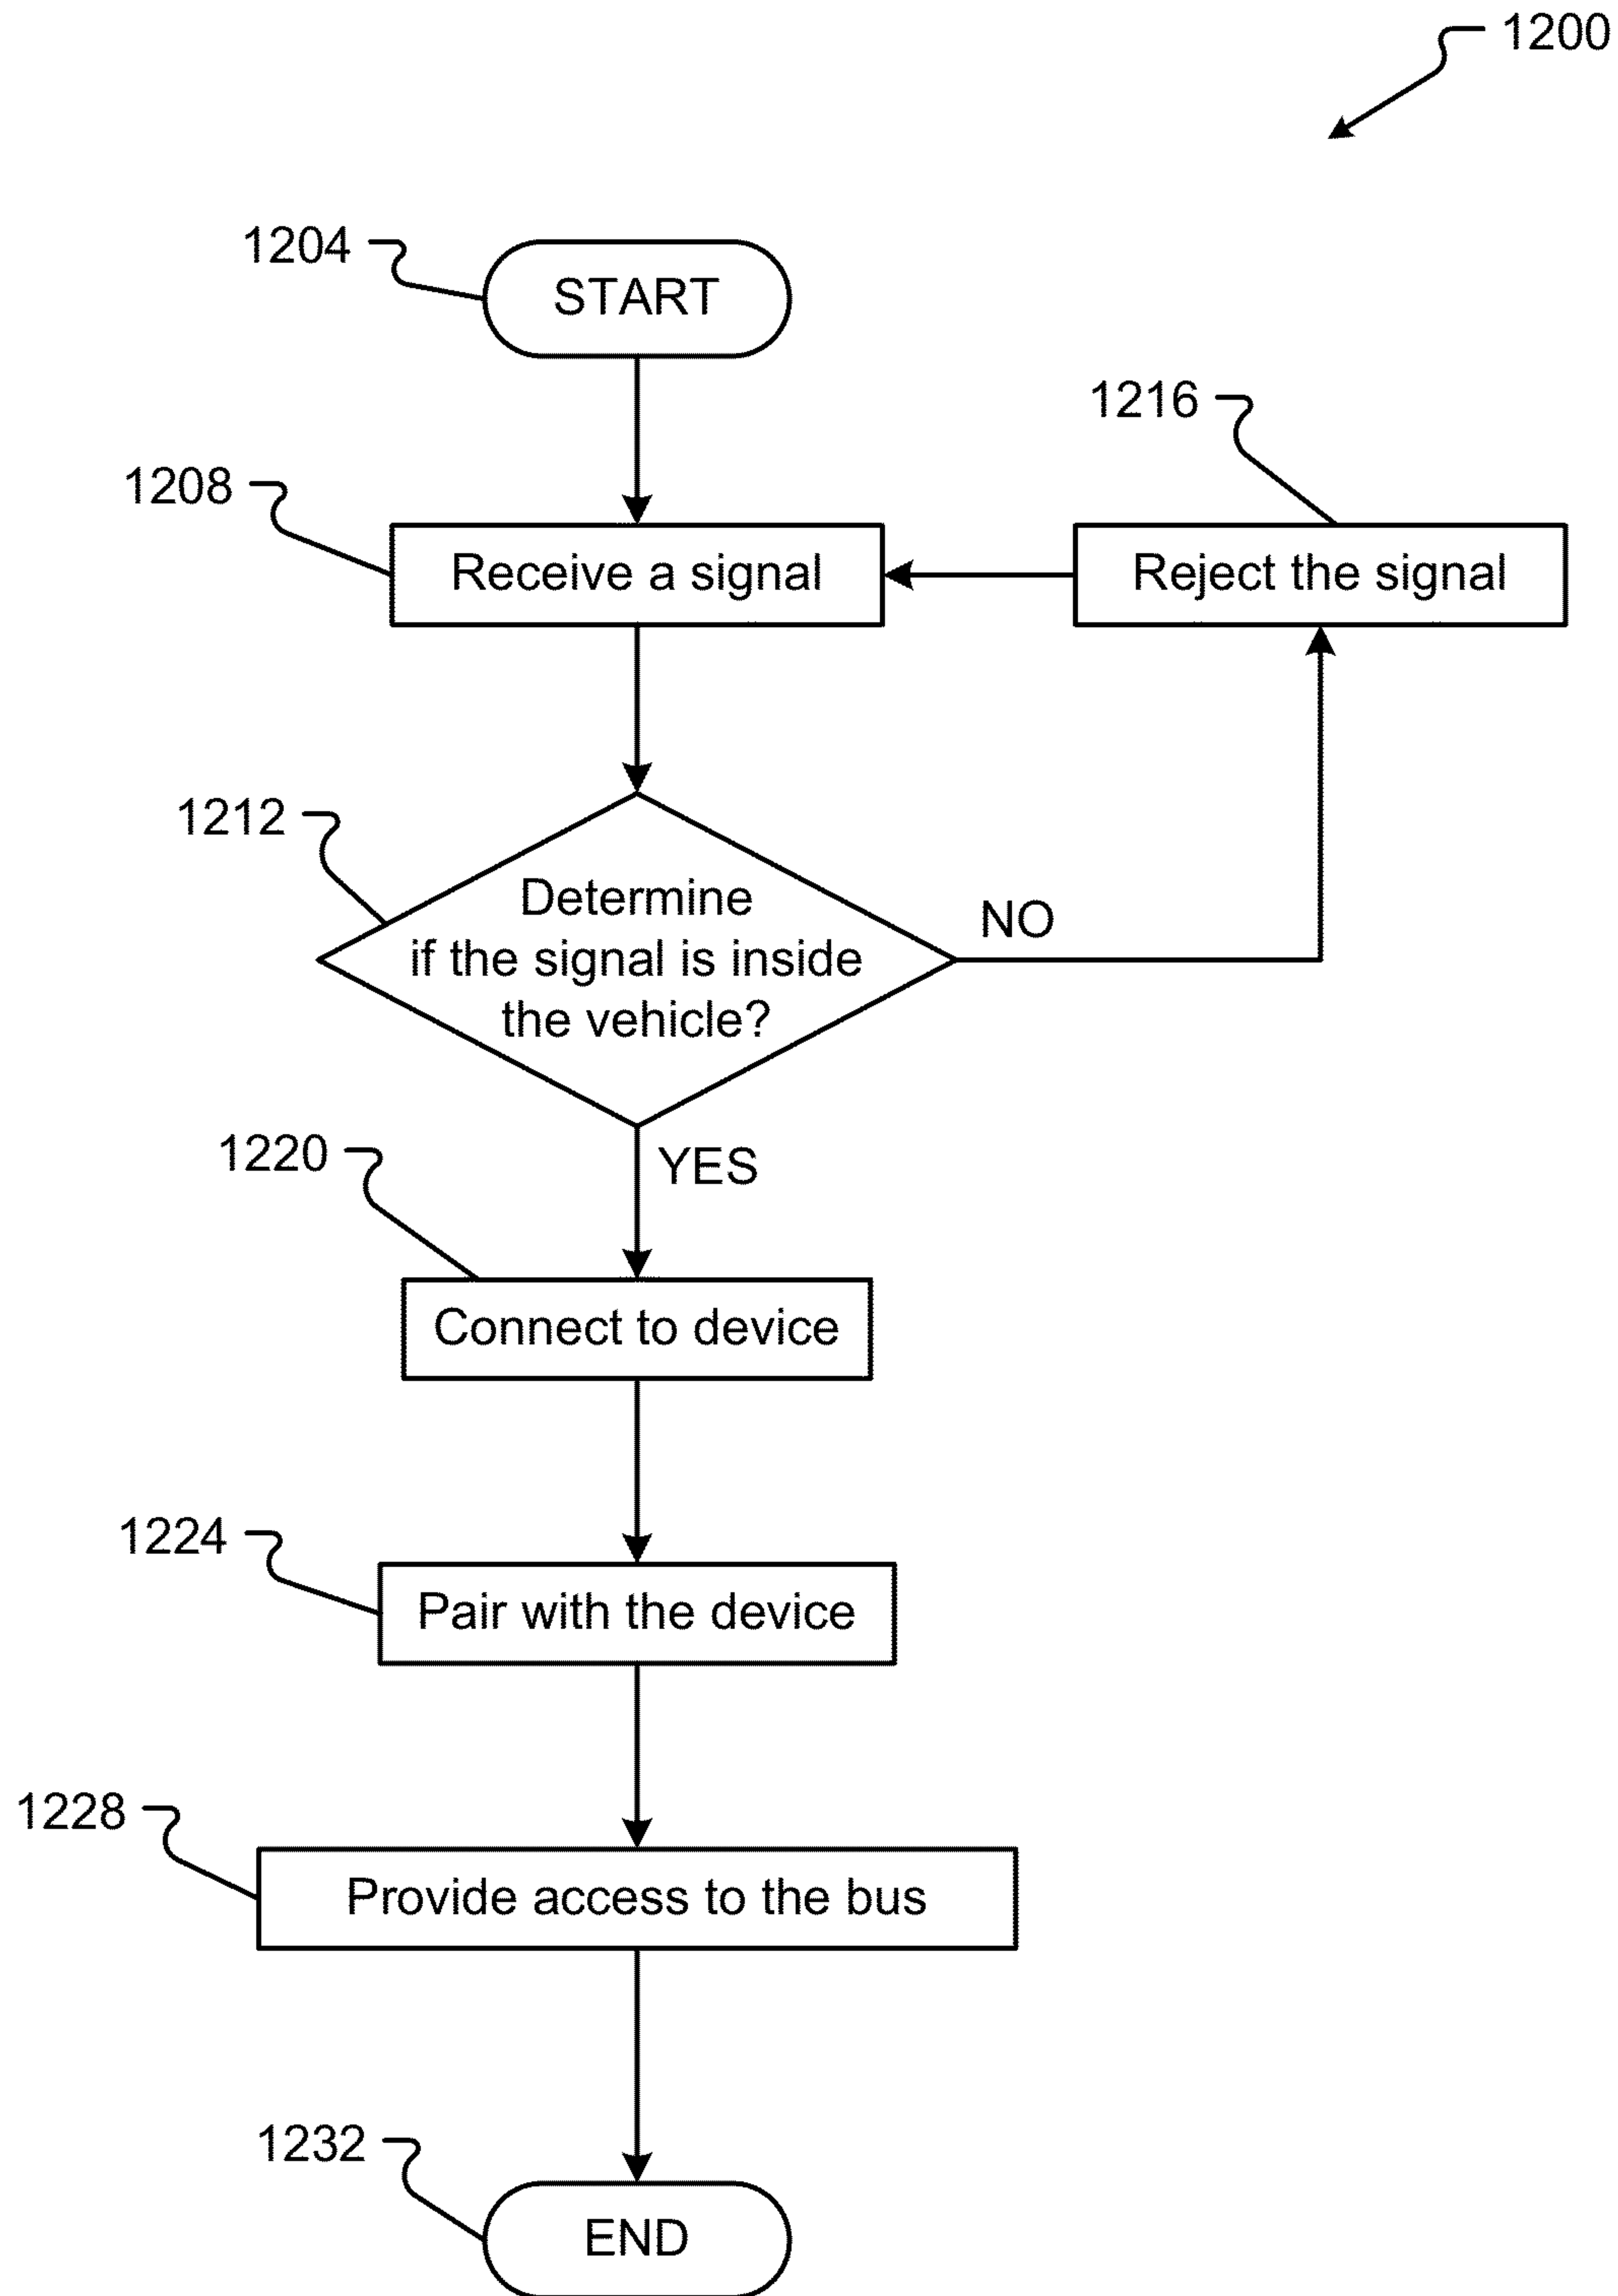 1200
1204
START
1216
1208
Receive a signal
Reject the signal
1212
Determine
if the signal is inside
the vehicle?
NO
1220
YES
Connect to device
1224
Pair with the device
1228
Provide access to the bus
1232
END